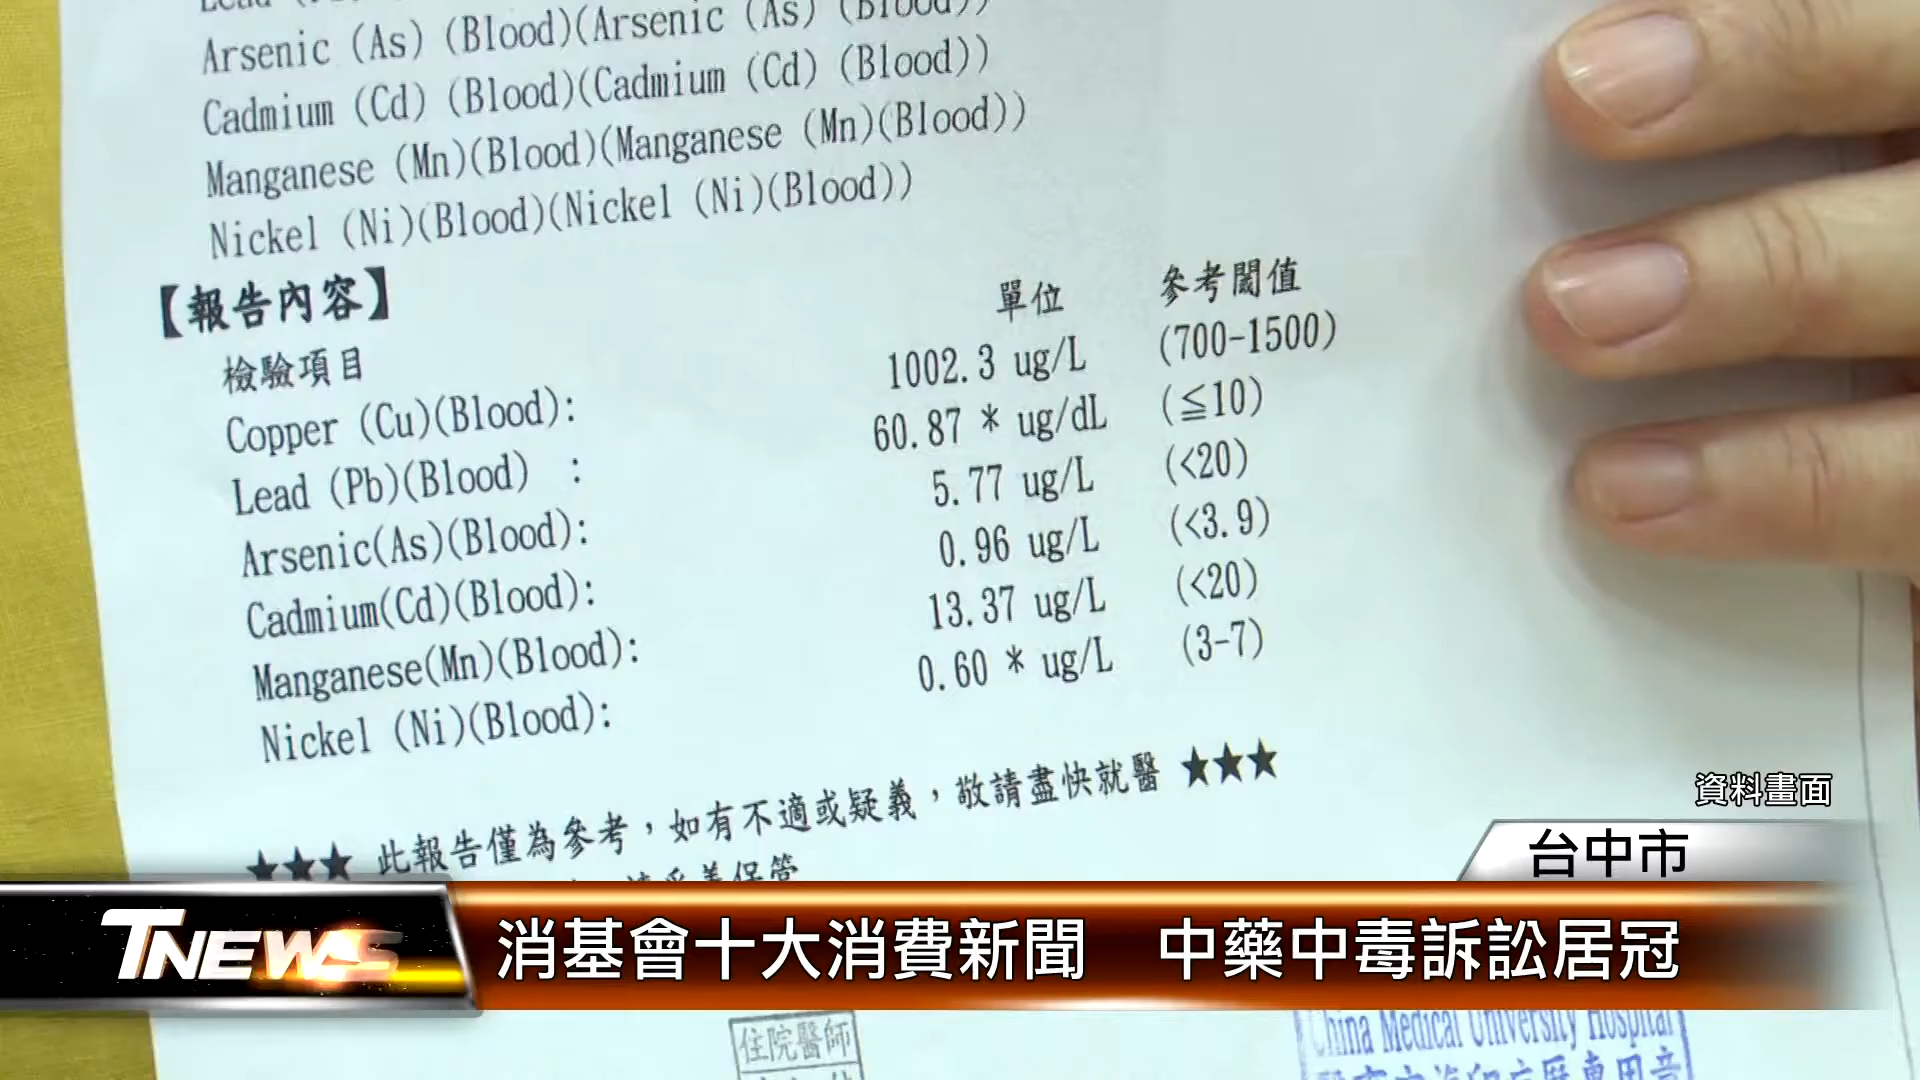 Arsenic (As) (Blood)(Arsenic (As) (Blood))
Cadmium (Cd) (Blood)(Cadmium (Cd) (Blood))
Manganese (Mn)(Blood)(Manganese (Mn)(Blood))
Nickel (Ni)(Blood)(Nickel (Ni)(Blood))
【報告內容】
檢驗項目 單位 參考閾值
Copper (Cu)(Blood): 1002.3 ug/L (700-1500)
Lead (Pb)(Blood) : 60.87 * ug/dL (≦10)
Arsenic(As)(Blood): 5.77 ug/L (<20)
Cadmium(Cd)(Blood): 0.96 ug/L (<3.9)
Manganese(Mn)(Blood): 13.37 ug/L (<20)
Nickel (Ni)(Blood): 0.60 * ug/L (3-7)
★★★ 此報告僅為參考，如有不適或疑義，敬請盡快就醫 ★★★
資料畫面
台中市
TNEWS
消基會十大消費新聞 中藥中毒訴訟居冠
住院醫師
China Medical University Hospital